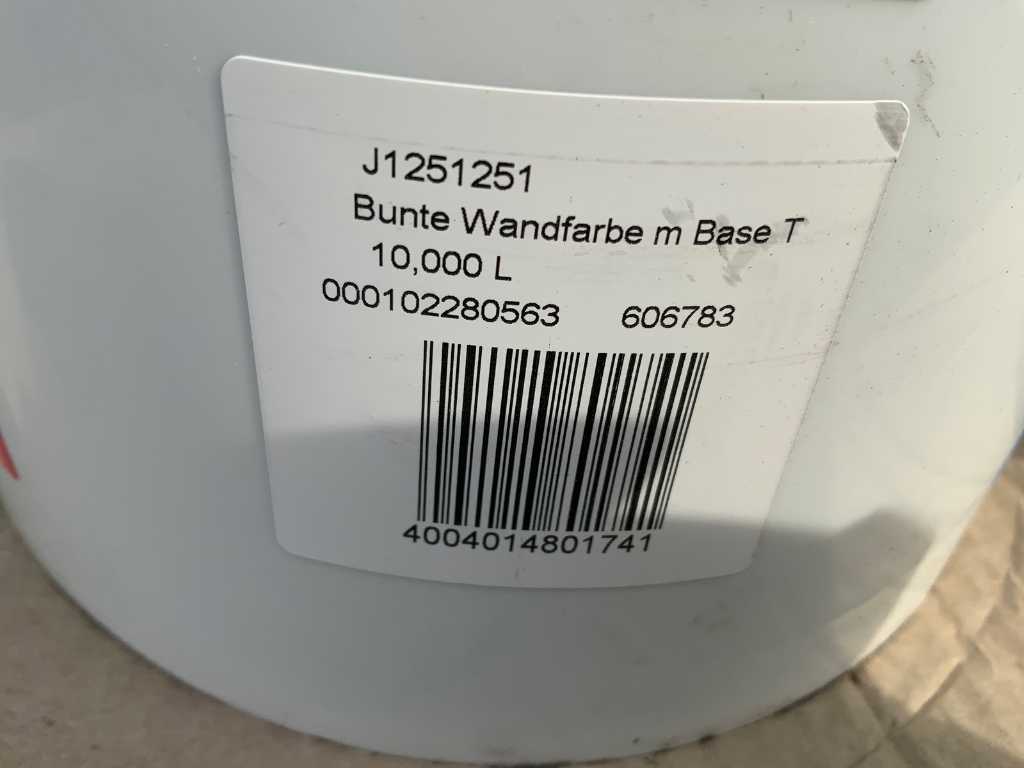 J1251251
Bunte Wandfarbe m Base T
10,000 L
000102280563 606783
4004014801741